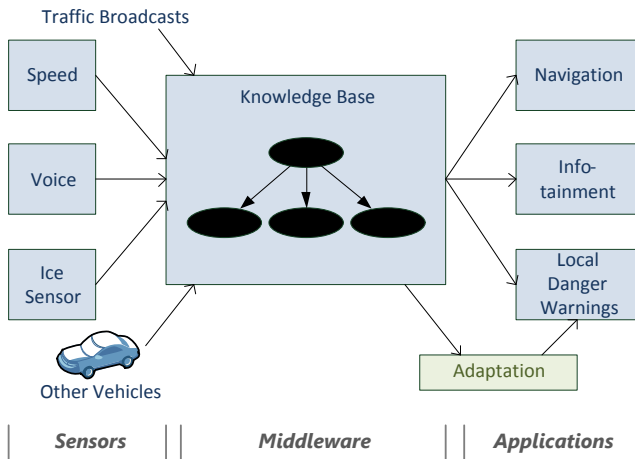 Traffic Broadcasts
Speed
Voice
Ice
Sensor
Other Vehicles
Knowledge Base
Navigation
Info-
tainment
Local
Danger
Warnings
Adaptation
Sensors
Middleware
Applications